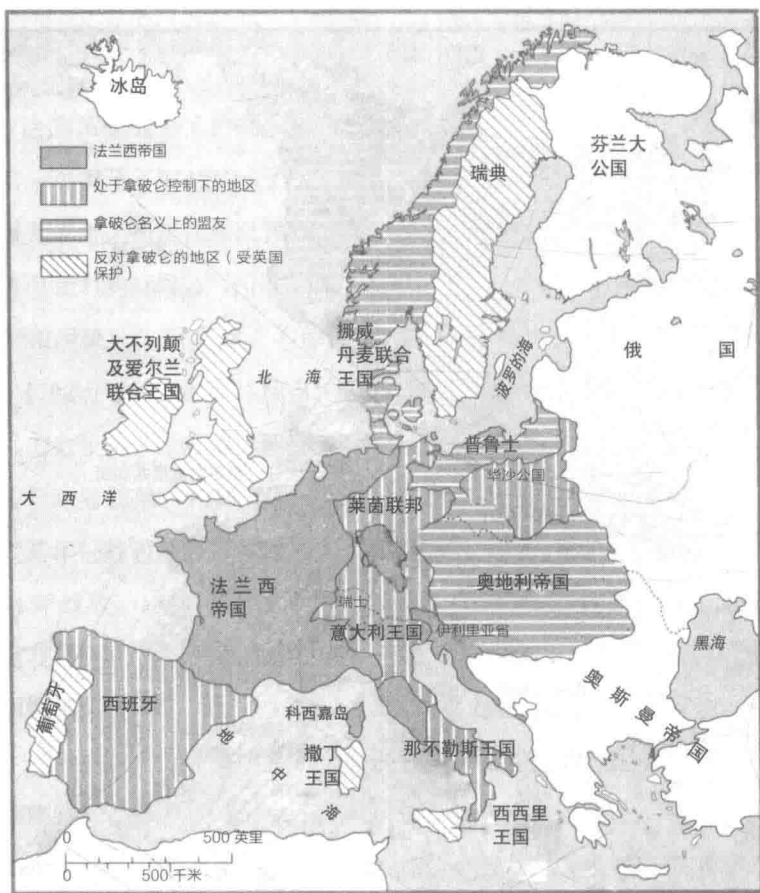 冰岛
法兰西帝国
处于拿破仑控制下的地区
拿破仑名义上的盟友
反对拿破仑的地区（受英国
保护）
瑞典
芬兰大
公国
大不列颠
及爱尔兰
联合王国
北海
挪威
丹麦联合
王国
波罗的海
俄国
大西洋
普鲁士
华沙公国
莱茵联邦
法兰西
帝国
奥地利帝国
瑞士
意大利王国
伊利里亚省
黑海
葡萄牙
西班牙
科西嘉岛
地中海
撒丁
王国
那不勒斯王国
奥斯曼帝国
西西里
王国
0 500 英里
0 500 千米